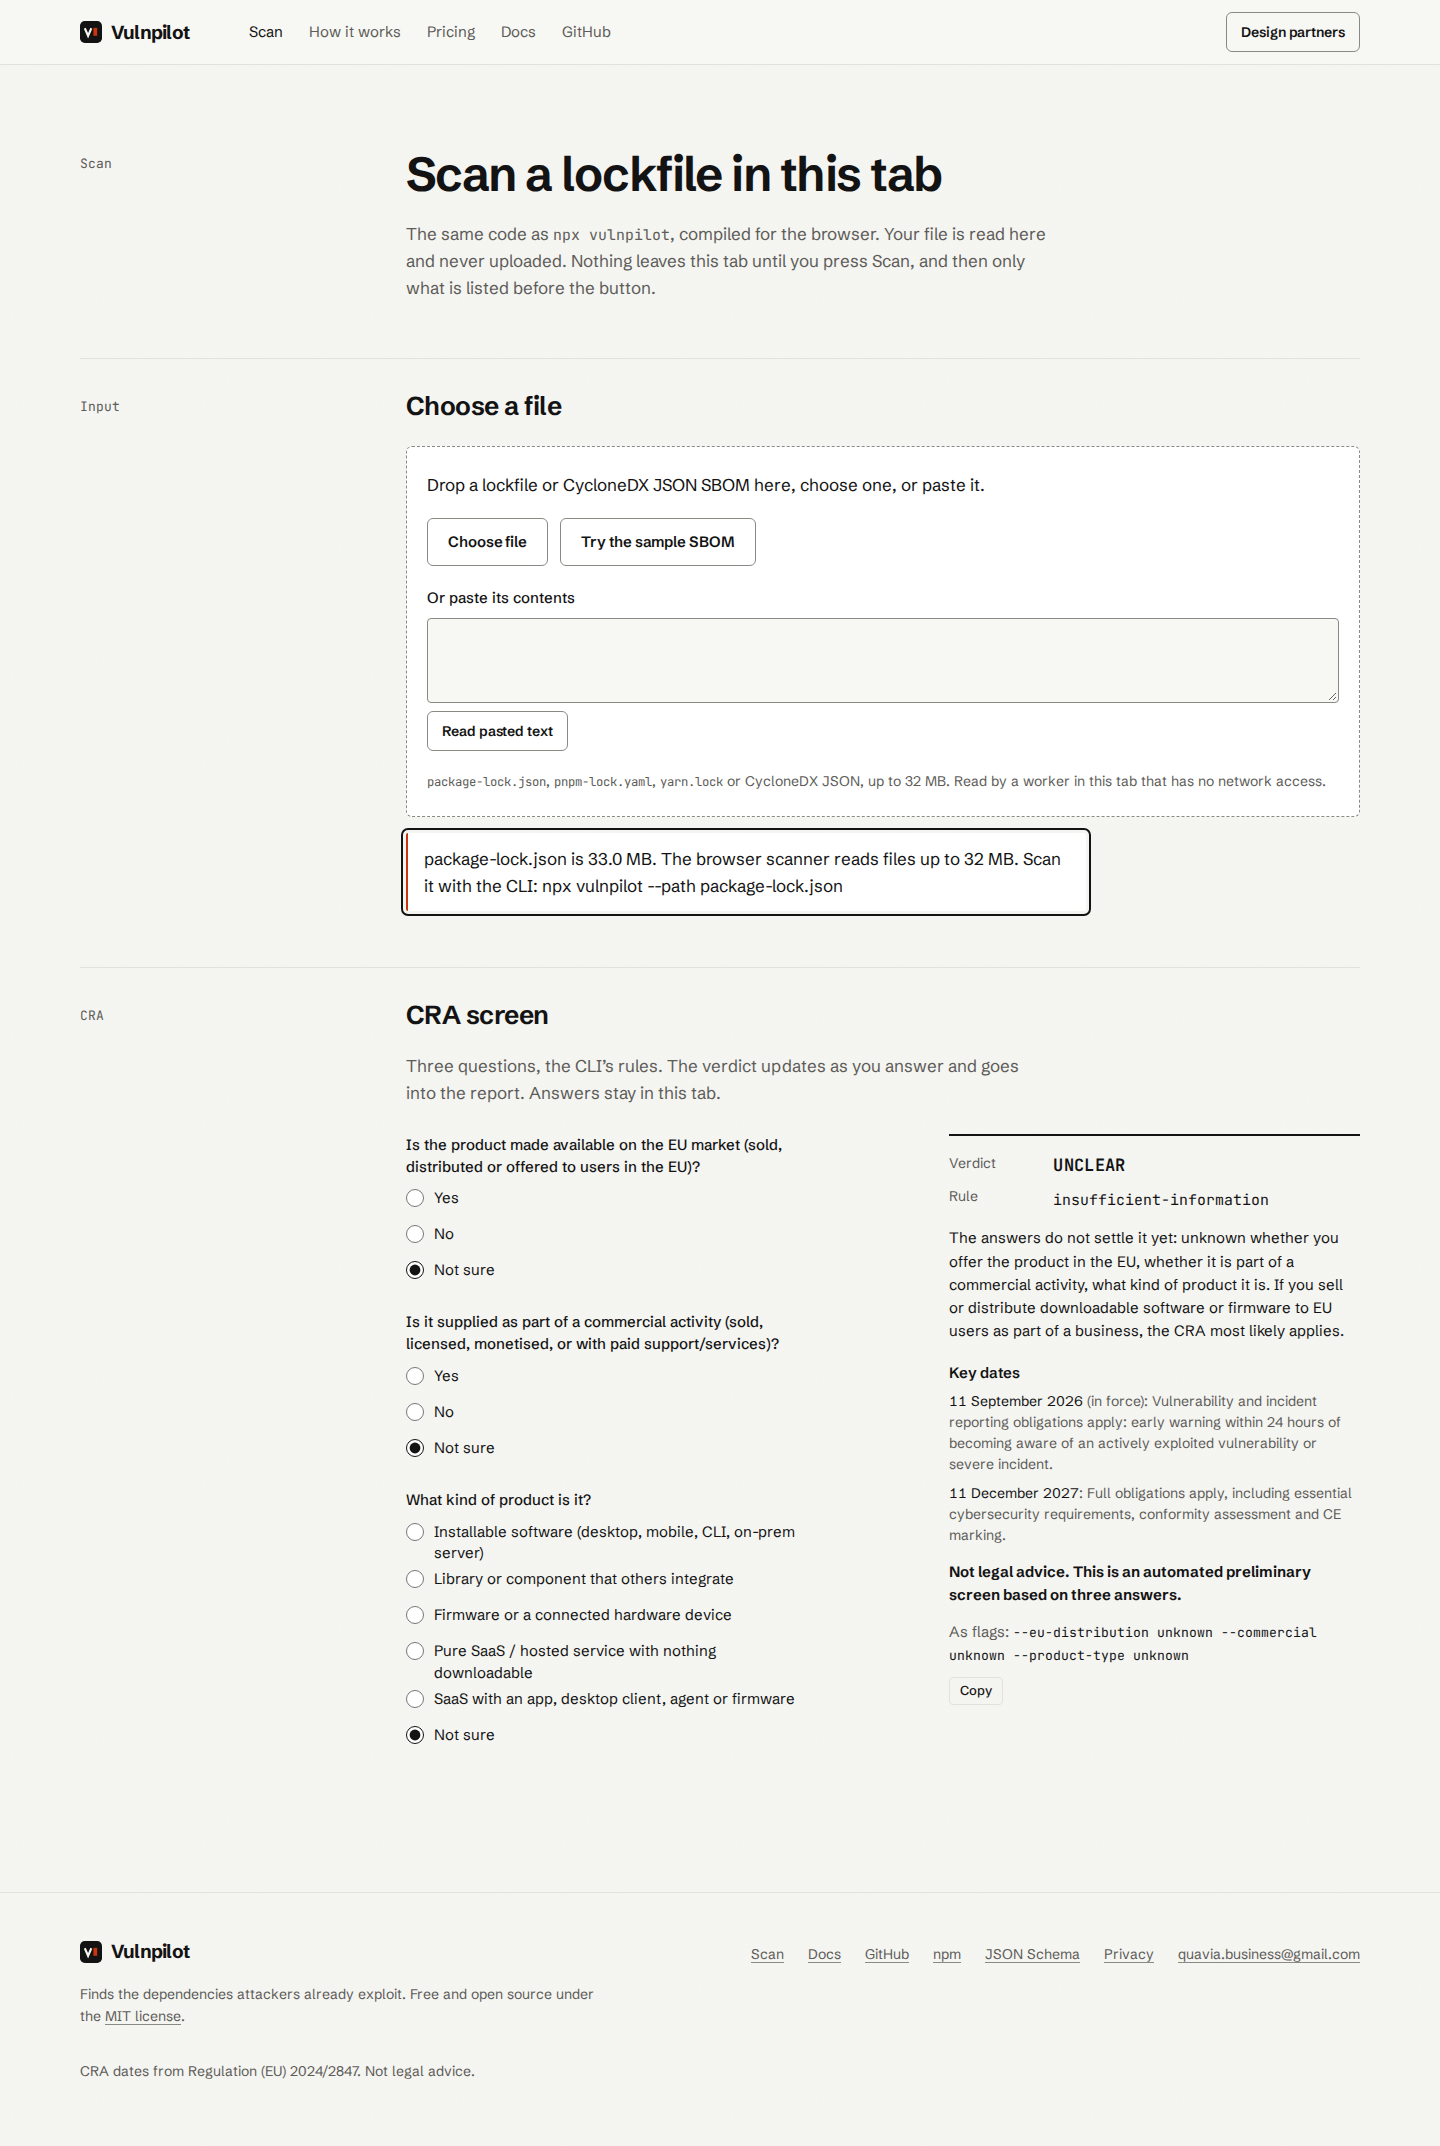 Vulnpilot
Scan
How it works
Pricing
Docs
GitHub
Design partners
Scan
Scan a lockfile in this tab
The same code as npx vulnpilot, compiled for the browser. Your file is read here
and never uploaded. Nothing leaves this tab until you press Scan, and then only
what is listed before the button.
Input
Choose a file
Drop a lockfile or CycloneDX JSON SBOM here, choose one, or paste it.
Choose file
Try the sample SBOM
Or paste its contents
Read pasted text
package-lock.json, pnpm-lock.yaml, yarn.lock or CycloneDX JSON, up to 32 MB. Read by a worker in this tab that has no network access.
package-lock.json is 33.0 MB. The browser scanner reads files up to 32 MB. Scan
it with the CLI: npx vulnpilot --path package-lock.json
CRA
CRA screen
Three questions, the CLI’s rules. The verdict updates as you answer and goes
into the report. Answers stay in this tab.
Is the product made available on the EU market (sold,
distributed or offered to users in the EU)?
Yes
No
Not sure
Is it supplied as part of a commercial activity (sold,
licensed, monetised, or with paid support/services)?
Yes
No
Not sure
What kind of product is it?
Installable software (desktop, mobile, CLI, on-prem
server)
Library or component that others integrate
Firmware or a connected hardware device
Pure SaaS / hosted service with nothing
downloadable
SaaS with an app, desktop client, agent or firmware
Not sure
Verdict UNCLEAR
Rule insufficient-information
The answers do not settle it yet: unknown whether you
offer the product in the EU, whether it is part of a
commercial activity, what kind of product it is. If you sell
or distribute downloadable software or firmware to EU
users as part of a business, the CRA most likely applies.
Key dates
11 September 2026 (in force): Vulnerability and incident
reporting obligations apply: early warning within 24 hours of
becoming aware of an actively exploited vulnerability or
severe incident.
11 December 2027: Full obligations apply, including essential
cybersecurity requirements, conformity assessment and CE
marking.
Not legal advice. This is an automated preliminary
screen based on three answers.
As flags: --eu-distribution unknown --commercial
unknown --product-type unknown
Copy
Vulnpilot
Scan
Docs
GitHub
npm
JSON Schema
Privacy
quavia.business@gmail.com
Finds the dependencies attackers already exploit. Free and open source under
the MIT license.
CRA dates from Regulation (EU) 2024/2847. Not legal advice.